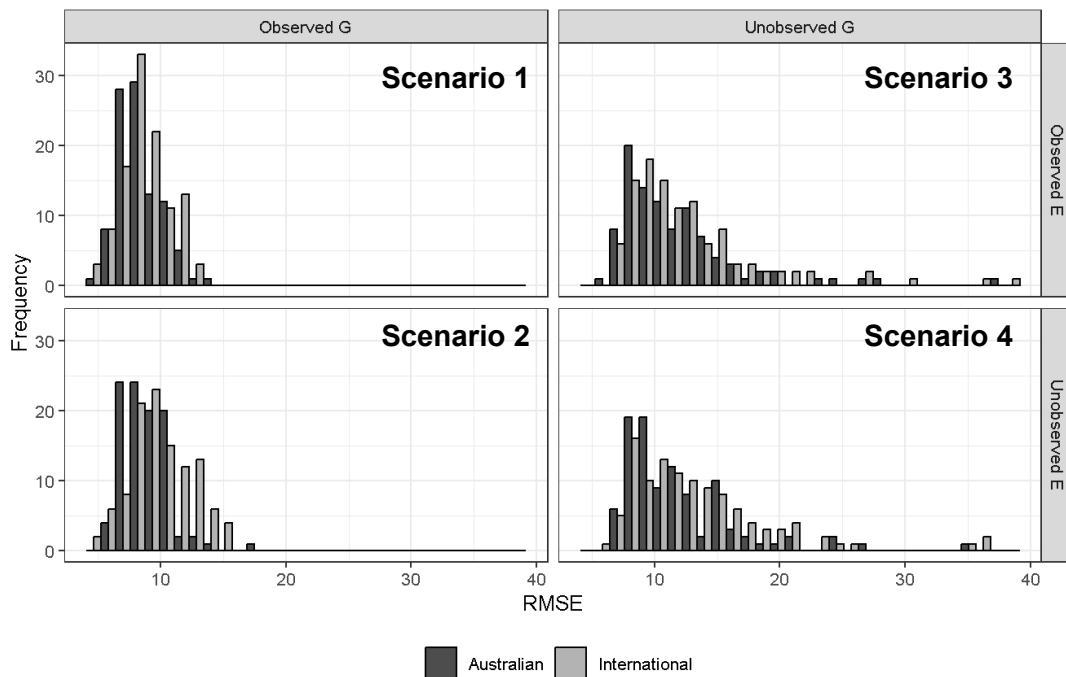 Observed G
Unobserved G
Scenario 1
Scenario 3
30
20
10
0
Observed E
Frequency
Scenario 2
Scenario 4
30
20
10
0
Unobserved E
10
20
30
40
10
20
30
40
RMSE
Australian
International